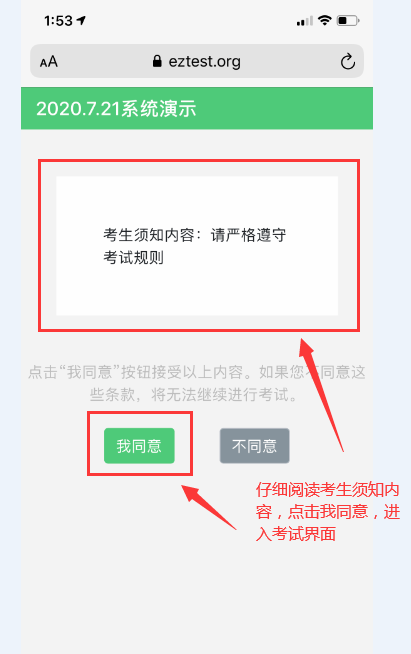 1:53
AA
eztest.org
2020.7.21系统演示
考生须知内容：请严格遵守
考试规则
点击“我同意”按钮接受以上内容。如果您不同意这
些条款，将无法继续进行考试。
我同意
不同意
仔细阅读考生须知内
容，点击我同意，进
入考试界面